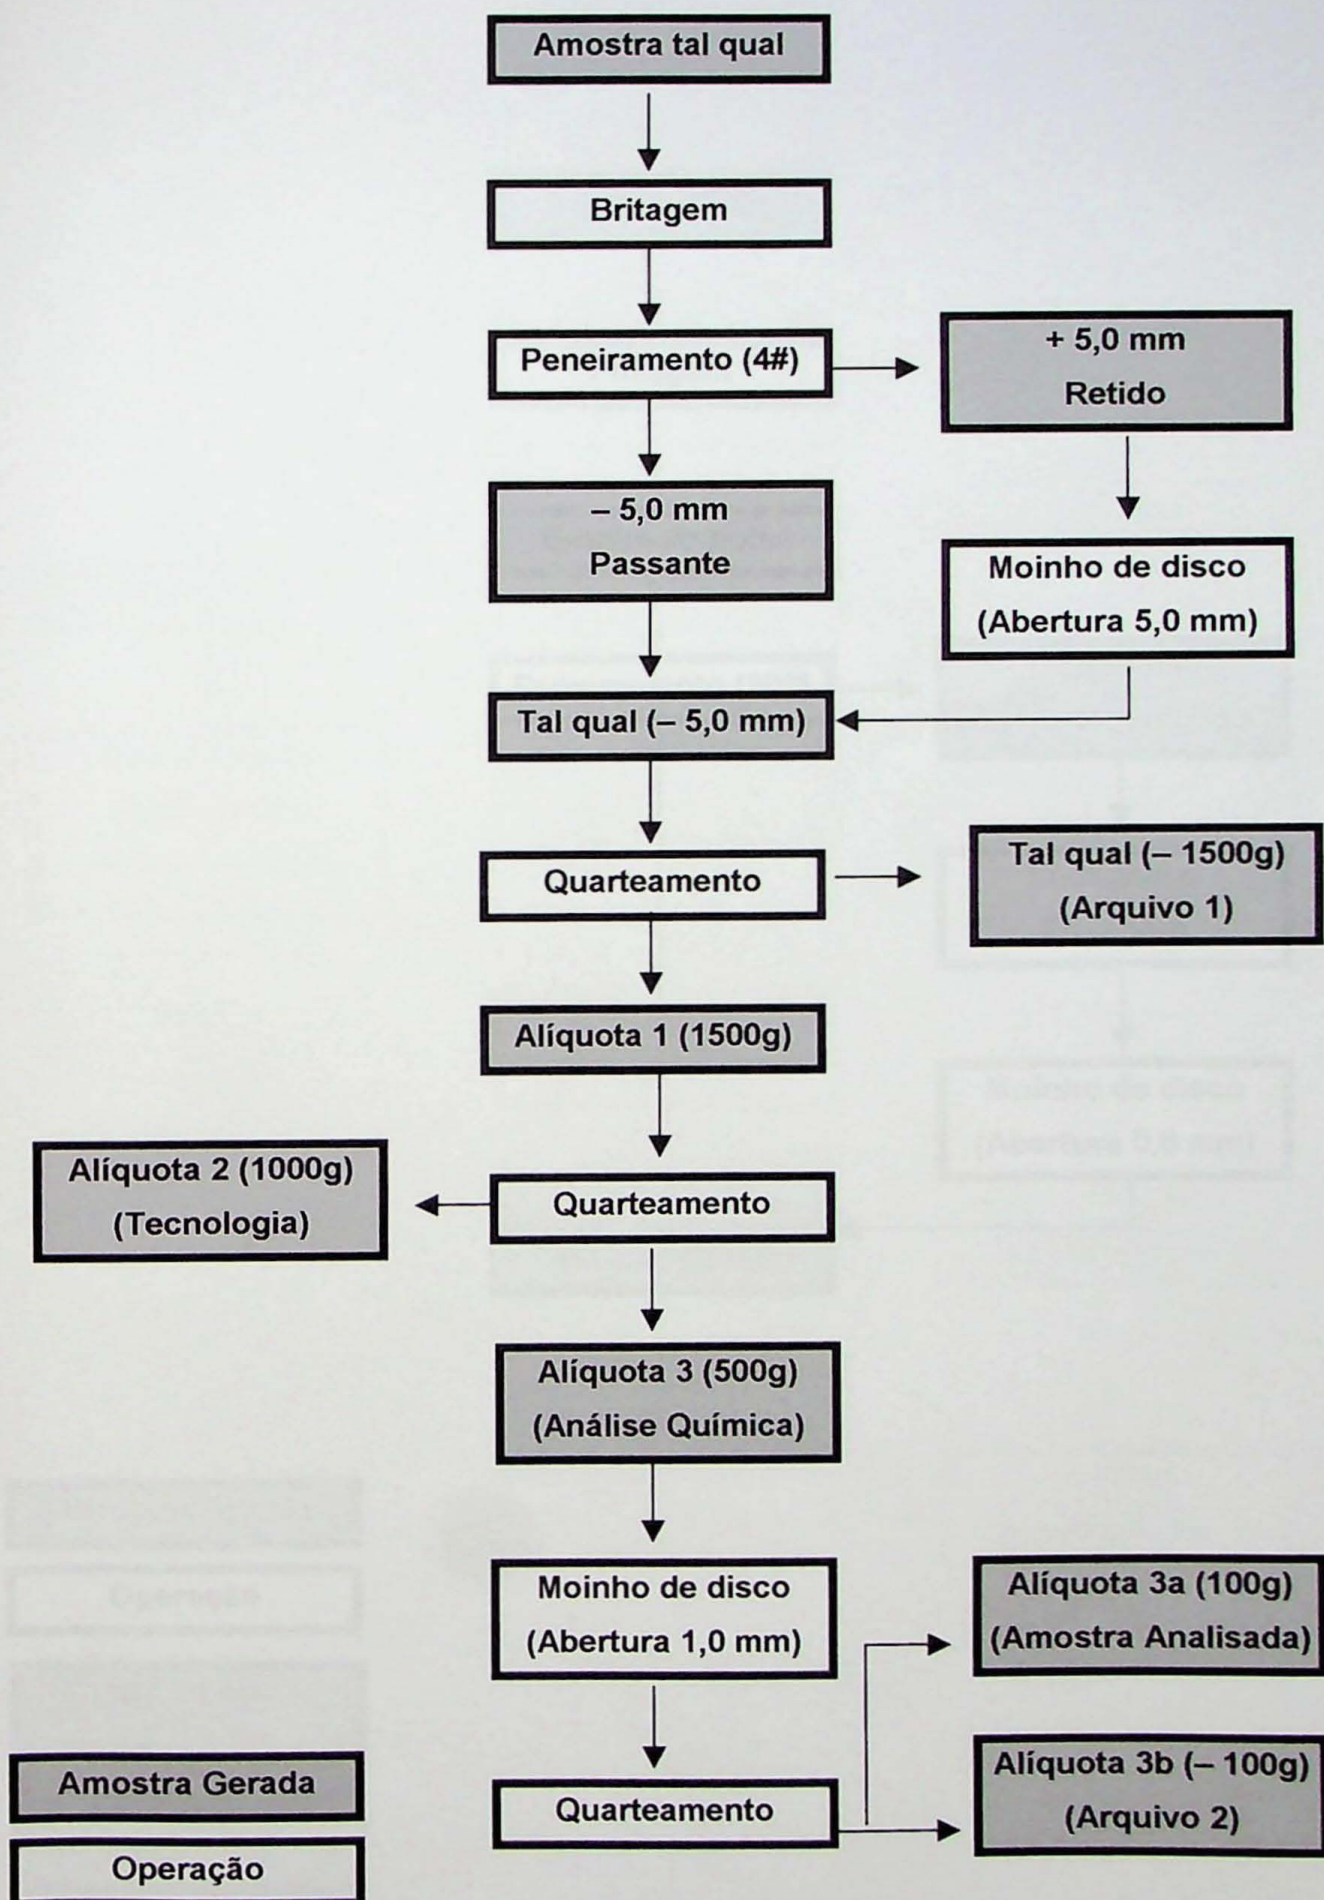 Amostra tal qual
Britagem
Peneiramento (4#)
+ 5,0 mm
Retido
– 5,0 mm
Passante
Moinho de disco
(Abertura 5,0 mm)
Tal qual (– 5,0 mm)
Quarteamento
Tal qual (– 1500g)
(Arquivo 1)
Alíquota 1 (1500g)
Alíquota 2 (1000g)
(Tecnologia)
Quarteamento
Alíquota 3 (500g)
(Análise Química)
Moinho de disco
(Abertura 1,0 mm)
Alíquota 3a (100g)
(Amostra Analisada)
Quarteamento
Alíquota 3b (– 100g)
(Arquivo 2)
Amostra Gerada
Operação